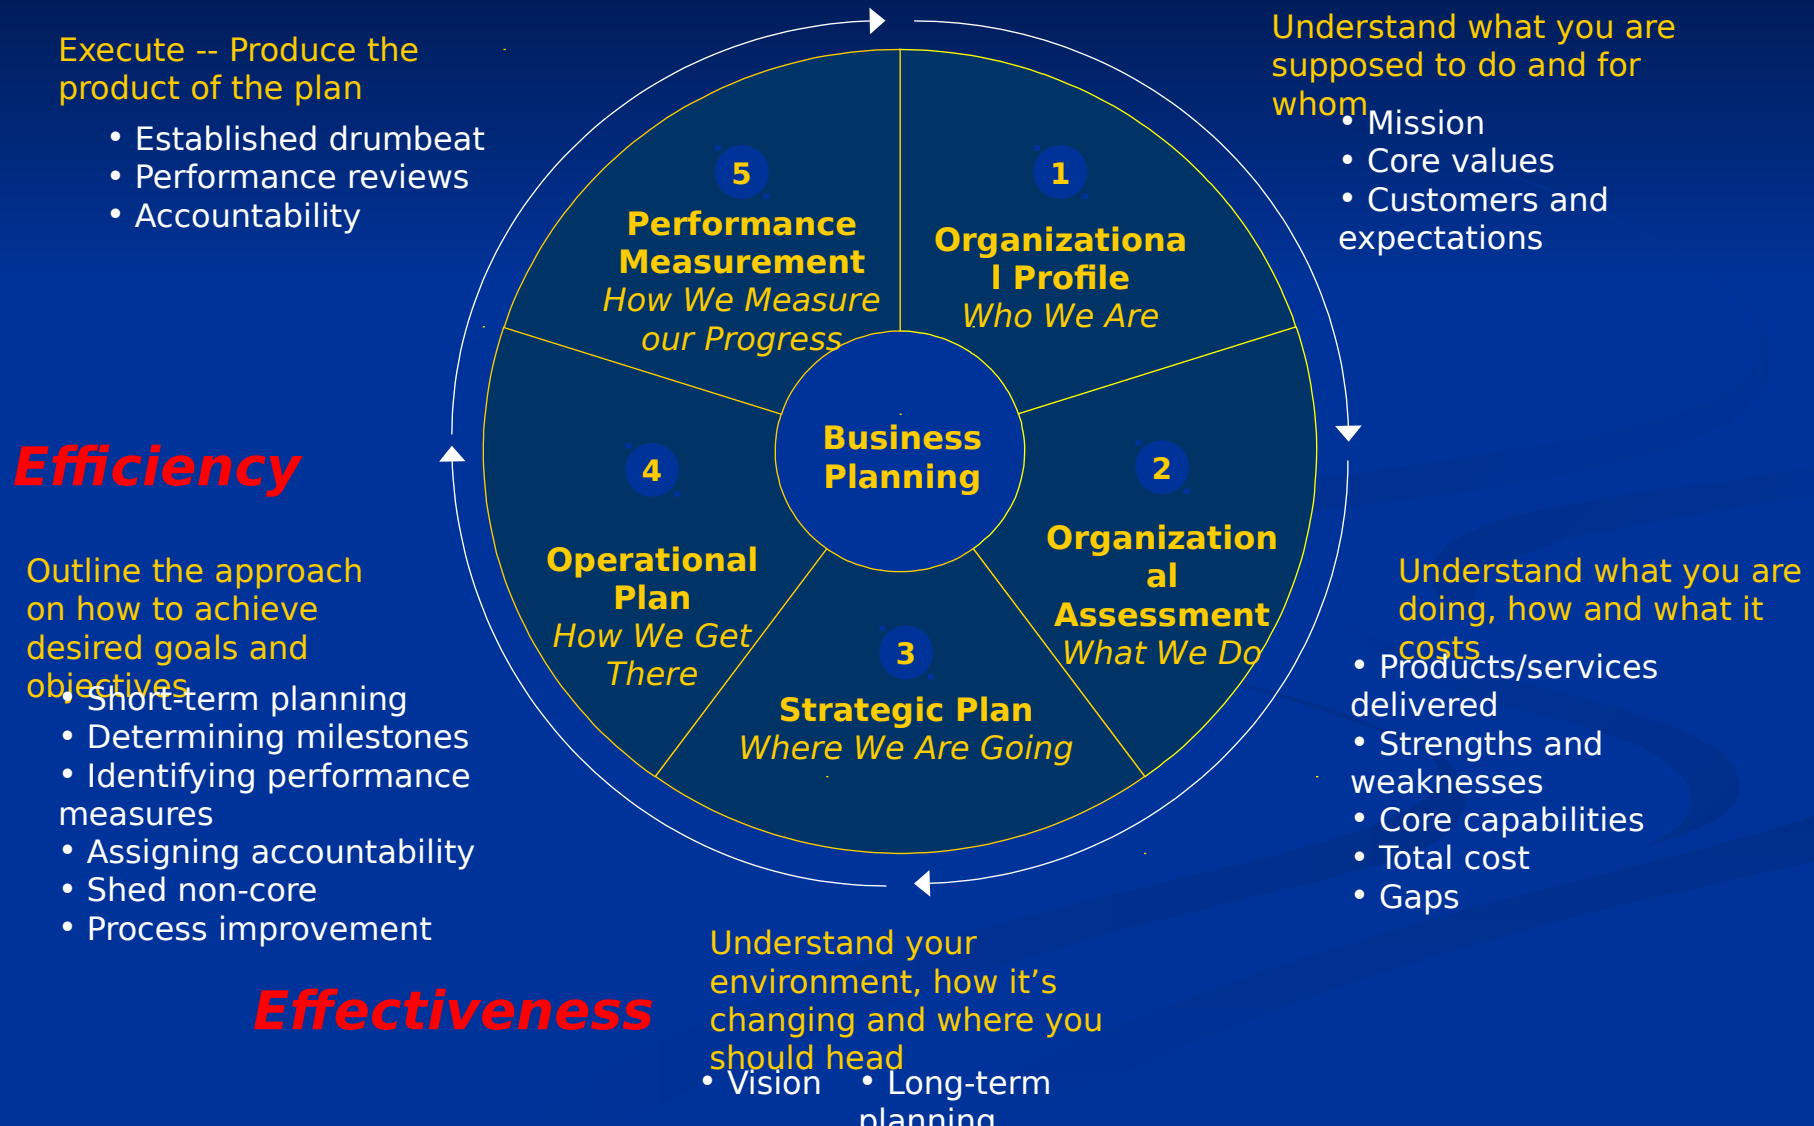 Execute -- Produce the
product of the plan
• Established drumbeat
• Performance reviews
• Accountability
Understand what you are
supposed to do and for
whom
• Mission
• Core values
• Customers and
expectations
5
Performance
Measurement
How We Measure
our Progress
1
Organizationa
l Profile
Who We Are
Business
Planning
Efficiency
4
Operational
Plan
How We Get
There
2
Organization
al
Assessment
What We Do
3
Strategic Plan
Where We Are Going
Outline the approach
on how to achieve
desired goals and
objectives
• Short-term planning
• Determining milestones
• Identifying performance
measures
• Assigning accountability
• Shed non-core
• Process improvement
Understand what you are
doing, how and what it
costs
• Products/services
delivered
• Strengths and
weaknesses
• Core capabilities
• Total cost
• Gaps
Effectiveness
Understand your
environment, how it’s
changing and where you
should head
• Vision
• Long-term
planning